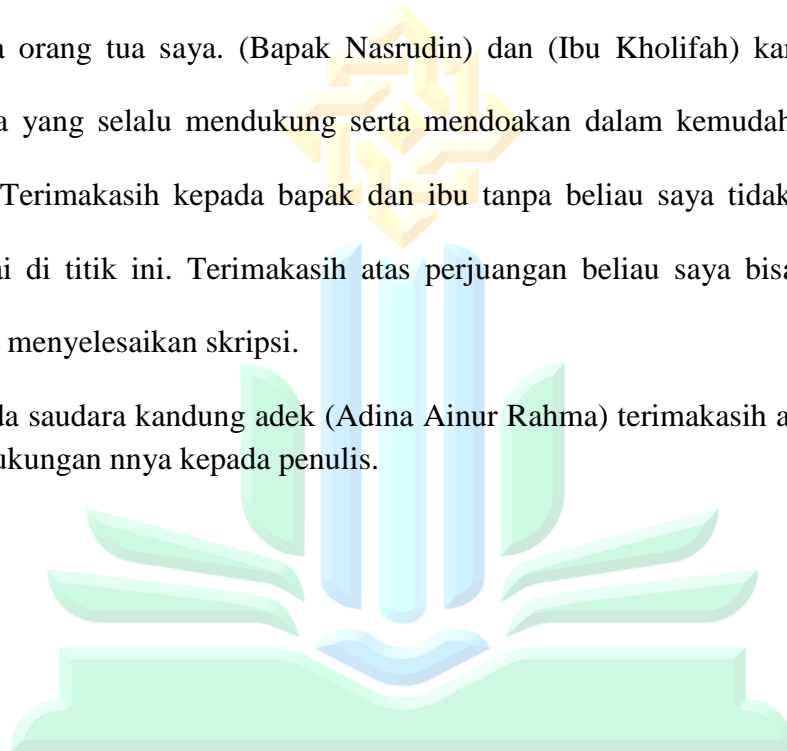 a orang tua saya. (Bapak Nasrudin) dan (Ibu Kholifah) kar
a yang selalu mendukung serta mendoakan dalam kemudah
Terimakasih kepada bapak dan ibu tanpa beliau saya tidak
ai di titik ini. Terimakasih atas perjuangan beliau saya bisa
menyelesaikan skripsi.
da saudara kandung adek (Adina Ainur Rahma) terimakasih a
ukungan nnya kepada penulis.